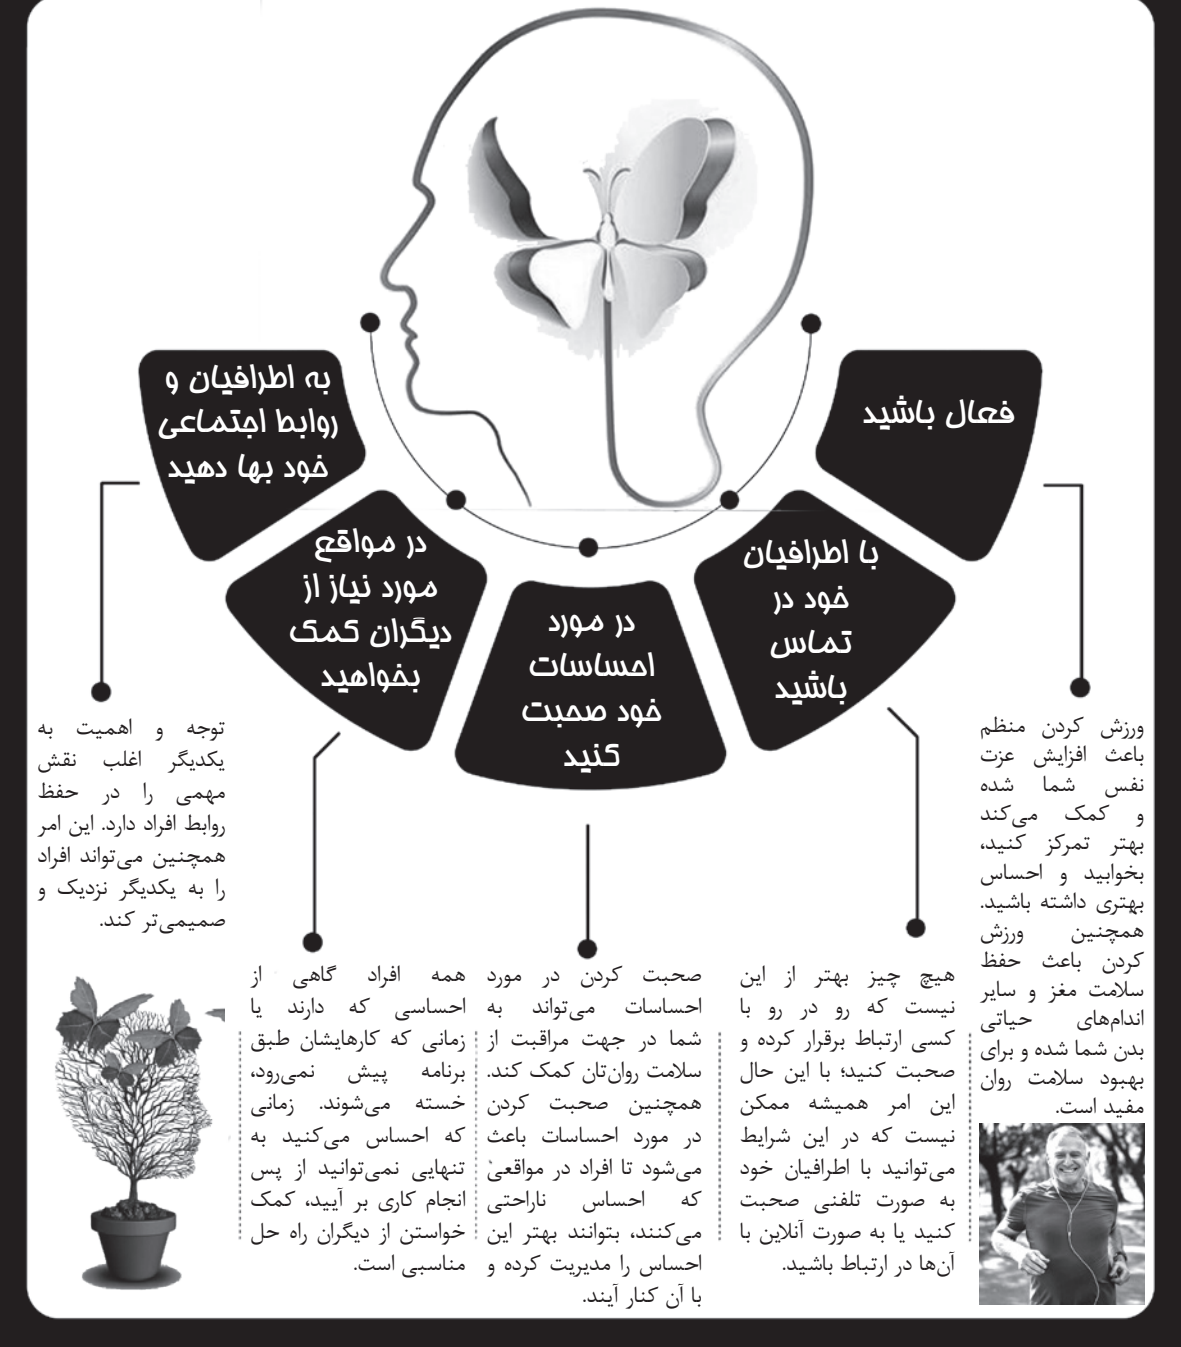 فعال باشید
ورزش کردن منظم
باعث افزایش عزت
نفس شما شده
و کمک می‌کند
بهتر تمرکز کنید،
بخوابید و احساس
بهتری داشته باشید.
همچنین ورزش
کردن باعث حفظ
سلامت مغز و سایر
اندام‌های حیاتی
بدن شما شده و برای
بهبود سلامت روان
مفید است.
با اطرافیان
خود در
تماس
باشید
هیچ چیز بهتر از این
نیست که رو در رو با
کسی ارتباط برقرار کرده و
صحبت کنید؛ با این حال
این امر همیشه ممکن
نیست که در این شرایط
می‌توانید با اطرافیان خود
به صورت تلفنی صحبت
کنید یا به صورت آنلاین با
آن‌ها در ارتباط باشید.
در مورد
احساسات
خود صحبت
کنید
صحبت کردن در مورد
احساسات می‌تواند به
شما در جهت مراقبت از
سلامت روان‌تان کمک کند.
همچنین صحبت کردن
در مورد احساسات باعث
می‌شود تا افراد در مواقعی
که احساس ناراحتی
می‌کنند، بتوانند بهتر این
احساس را مدیریت کرده و
با آن کنار آیند.
در مواقع
مورد نیاز از
دیگران کمک
بخواهید
همه افراد گاهی از
احساسی که دارند یا
زمانی که کارهایشان طبق
برنامه پیش نمی‌رود،
خسته می‌شوند. زمانی
که احساس می‌کنید به
تنهایی نمی‌توانید از پس
انجام کاری بر آیید، کمک
خواستن از دیگران راه حل
مناسبی است.
به اطرافیان و
روابط اجتماعی
خود بها دهید
توجه و اهمیت به
یکدیگر اغلب نقش
مهمی را در حفظ
روابط افراد دارد. این امر
همچنین می‌تواند افراد
را به یکدیگر نزدیک و
صمیمی‌تر کند.